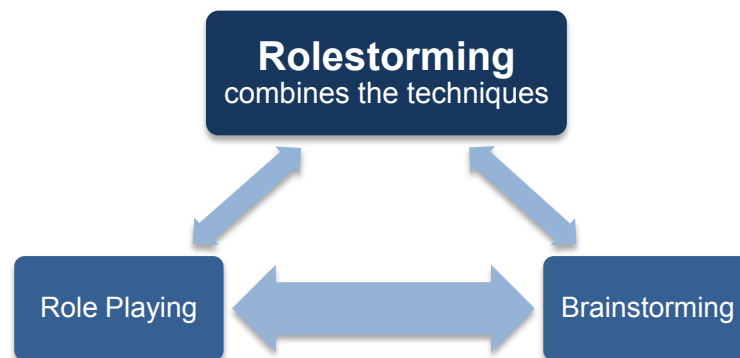 Rolestorming
combines the techniques
Role Playing
Brainstorming